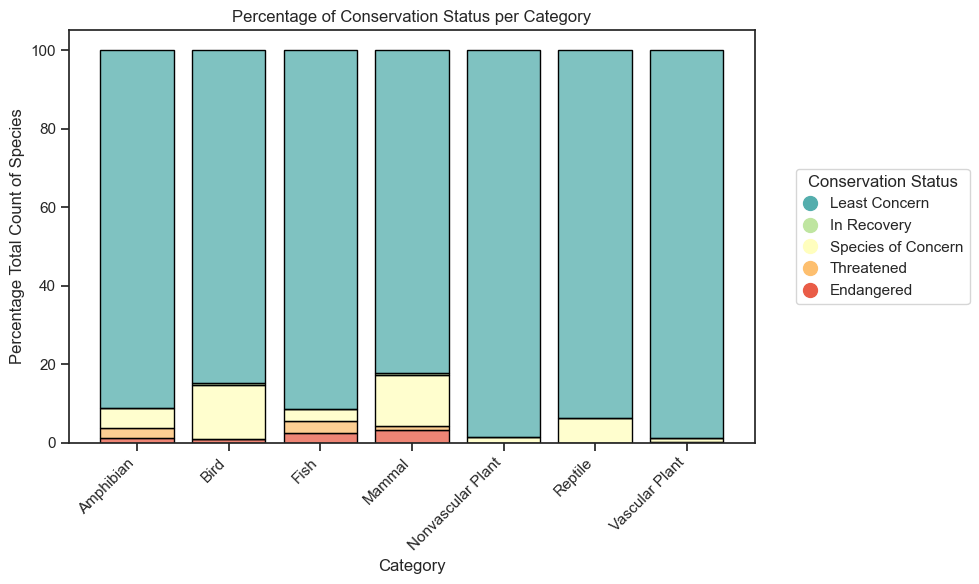 Percentage of Conservation Status per Category
Percentage Total Count of Species
100
80
60
40
20
0
Amphibian
Bird
Fish
Mammal
Nonvascular Plant
Reptile
Vascular Plant
Category
Conservation Status
Least Concern
In Recovery
Species of Concern
Threatened
Endangered